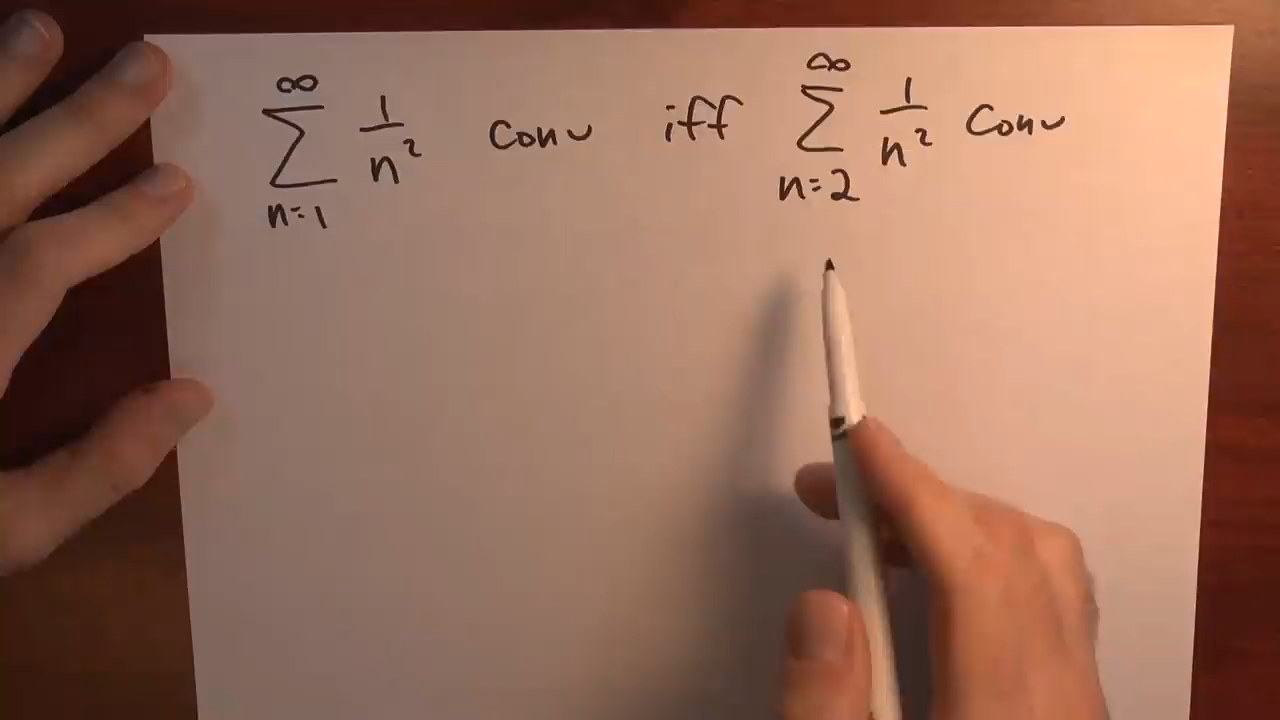 ∞∑n=1 1/n² Conv iff ∞∑n=2 1/n² Conv